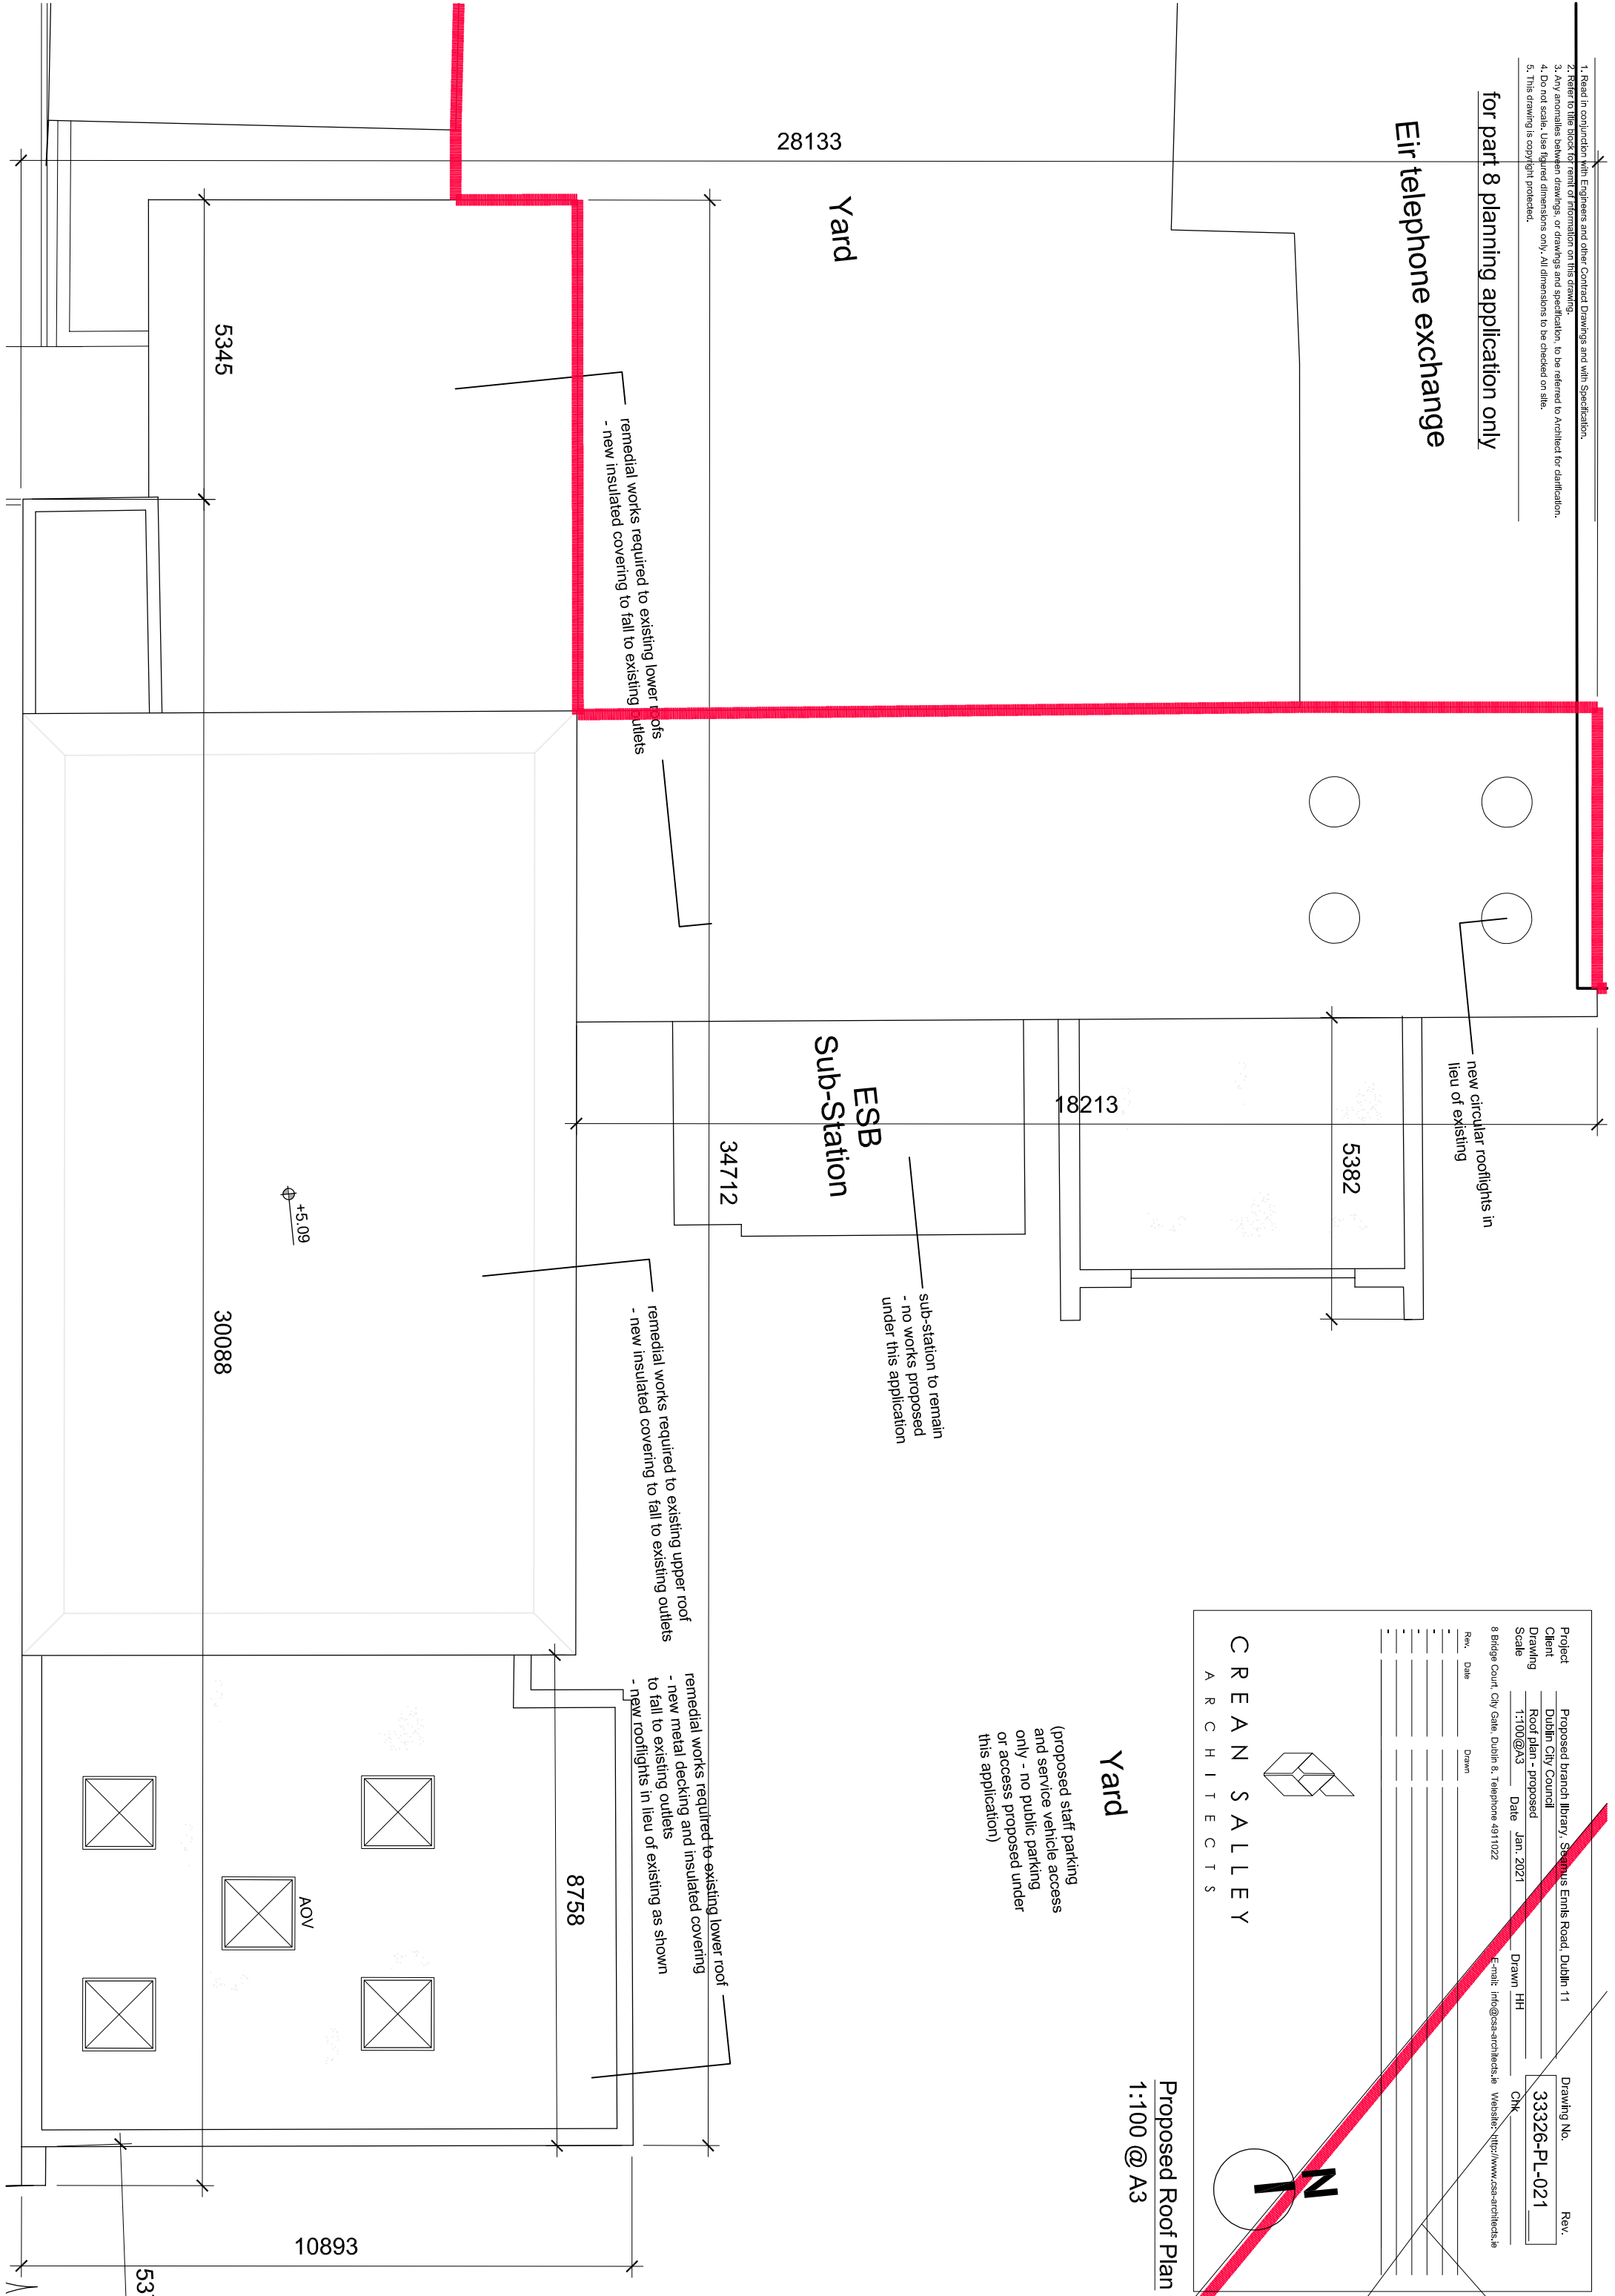 1. Read in conjunction with Engineers and other Contract Drawings and with Specification.
2. Refer to title block for remit of information on this drawing.
3. Any anomalies between drawings, or drawings and specification, to be referred to Architect for clarification.
4. Do not scale. Use figured dimensions only. All dimensions to be checked on site.
5. This drawing is copyright protected.
for part 8 planning application only
Eir telephone exchange
28133
Yard
5345
remedial works required to existing lower roofs
- new insulated covering to fall to existing outlets
new circular rooflights in
lieu of existing
18213
5382
ESB
Sub-Station
34712
sub-station to remain
- no works proposed
under this application
+5.09
30088
remedial works required to existing upper roof
- new insulated covering to fall to existing outlets
remedial works required to existing lower roof
- new metal decking and insulated covering
to fall to existing outlets
- new rooflights in lieu of existing as shown
8758
AOV
10893
Yard
(proposed staff parking
and service vehicle access
only - no public parking
or access proposed under
this application)
Proposed Roof Plan
1:100 @ A3
Project Proposed branch library, Seamus Ennis Road, Dublin 11
Client Dublin City Council
Drawing Roof plan - proposed
Scale 1:100@A3 Date Jan. 2021 Drawn HH Chk
Drawing No. Rev.
33326-PL-021
8 Bridge Court, City Gate, Dublin 8. Telephone 4911022 E-mail: info@csa-architects.ie Website: http://www.csa-architects.ie
Rev. Date Drawn
CREAN SALLEY
ARCHITECTS
N